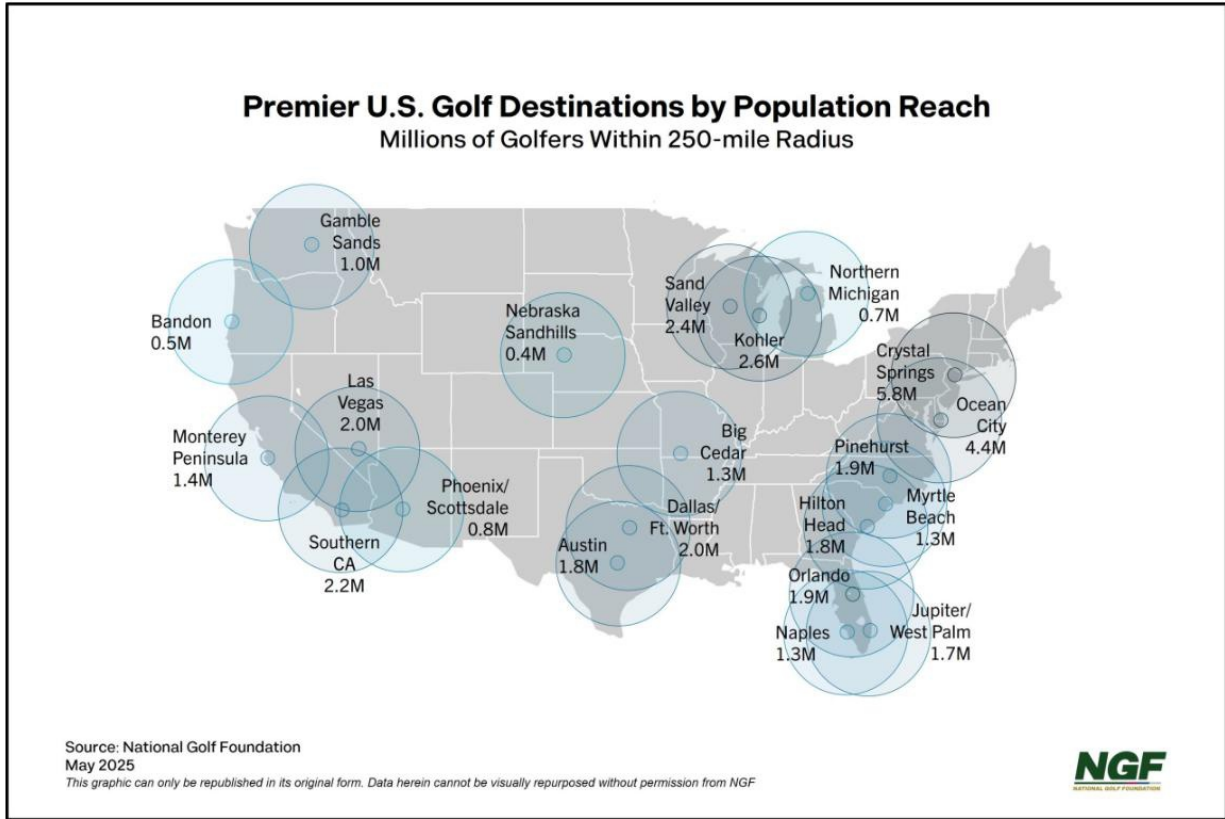 Premier U.S. Golf Destinations by Population Reach
Millions of Golfers Within 250-mile Radius
Gamble
Sands
1.0M
Bandon
0.5M
Nebraska
Sandhills
0.4M
Sand
Valley
2.4M
Kohler
2.6M
Northern
Michigan
0.7M
Crystal
Springs
5.8M
Ocean
City
4.4M
Las
Vegas
2.0M
Monterey
Peninsula
1.4M
Phoenix/
Scottsdale
0.8M
Southern
CA
2.2M
Big
Cedar
1.3M
Dallas/
Ft. Worth
2.0M
Austin
1.8M
Pinehurst
1.9M
Myrtle
Beach
1.3M
Hilton
Head
1.8M
Orlando
1.9M
Naples
1.3M
Jupiter/
West Palm
1.7M
Source: National Golf Foundation
May 2025
This graphic can only be republished in its original form. Data herein cannot be visually repurposed without permission from NGF
NGF
NATIONAL GOLF FOUNDATION